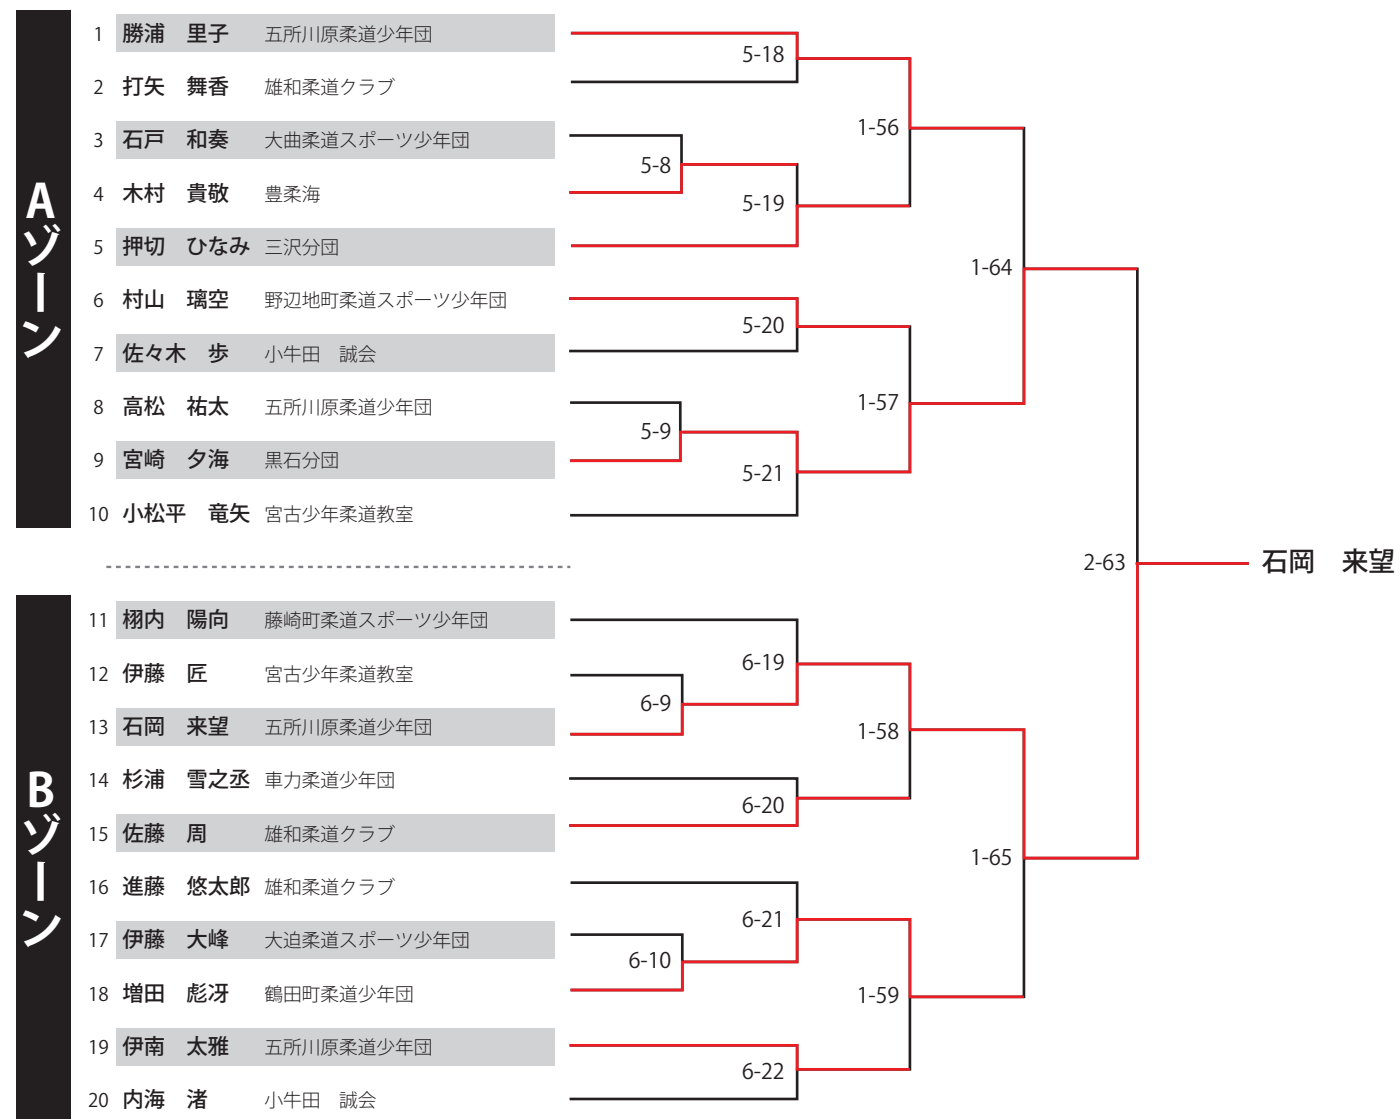 Aゾーン
1 勝浦　里子 五所川原柔道少年団
2 打矢　舞香 雄和柔道クラブ
3 石戸　和奏 大曲柔道スポーツ少年団
4 木村　貴敬 豊柔海
5 押切　ひなみ 三沢分団
6 村山　璃空 野辺地町柔道スポーツ少年団
7 佐々木　歩 小牛田　誠会
8 高松　祐太 五所川原柔道少年団
9 宮崎　夕海 黒石分団
10 小松平　竜矢 宮古少年柔道教室
5-18
5-8
5-19
5-20
5-9
5-21
1-56
1-57
1-64
2-63
石岡　来望
Bゾーン
11 栩内　陽向 藤崎町柔道スポーツ少年団
12 伊藤　匠 宮古少年柔道教室
13 石岡　来望 五所川原柔道少年団
14 杉浦　雪之丞 車力柔道少年団
15 佐藤　周 雄和柔道クラブ
16 進藤　悠太郎 雄和柔道クラブ
17 伊藤　大峰 大迫柔道スポーツ少年団
18 増田　彪冴 鶴田町柔道少年団
19 伊南　太雅 五所川原柔道少年団
20 内海　渚 小牛田　誠会
6-19
6-9
6-20
6-21
6-10
6-22
1-58
1-59
1-65